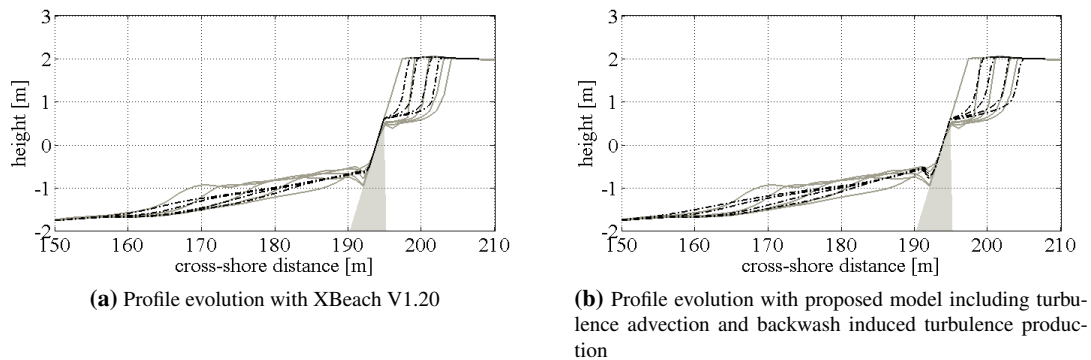 3
2
1
0
-1
-2
height [m]
150 160 170 180 190 200 210
cross-shore distance [m]
(a) Profile evolution with XBeach V1.20
3
2
1
0
-1
-2
height [m]
150 160 170 180 190 200 210
cross-shore distance [m]
(b) Profile evolution with proposed model including turbu-
lence advection and backwash induced turbulence produc-
tion